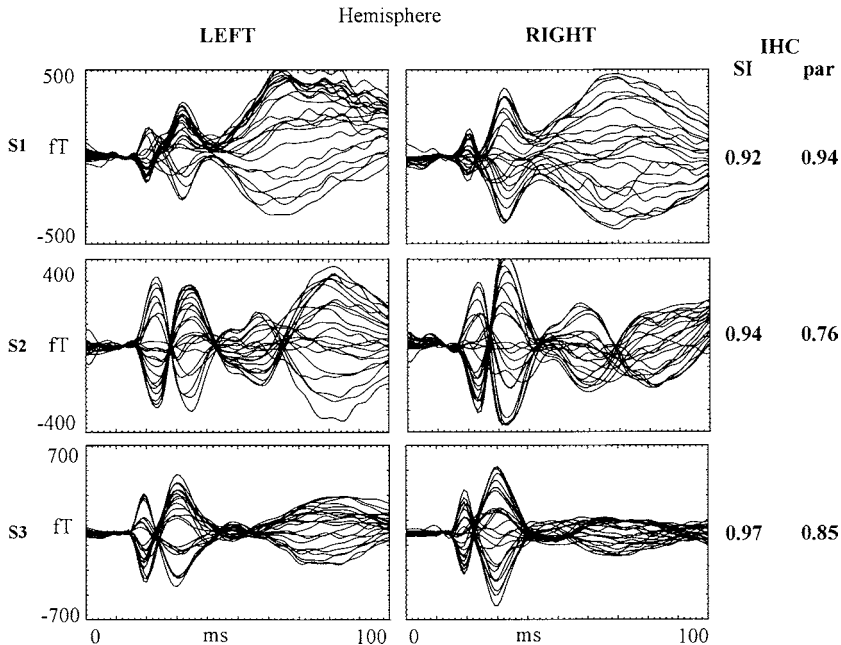 Hemisphere
LEFT RIGHT IHC
SI par
500
S1 fT 0.92 0.94
-500
400
S2 fT 0.94 0.76
-400
700
S3 fT 0.97 0.85
-700
0 ms 100 0 ms 100